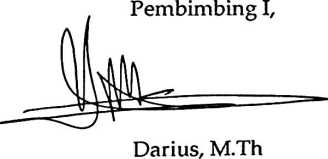 Pembimbing I,
Darius, M.Th